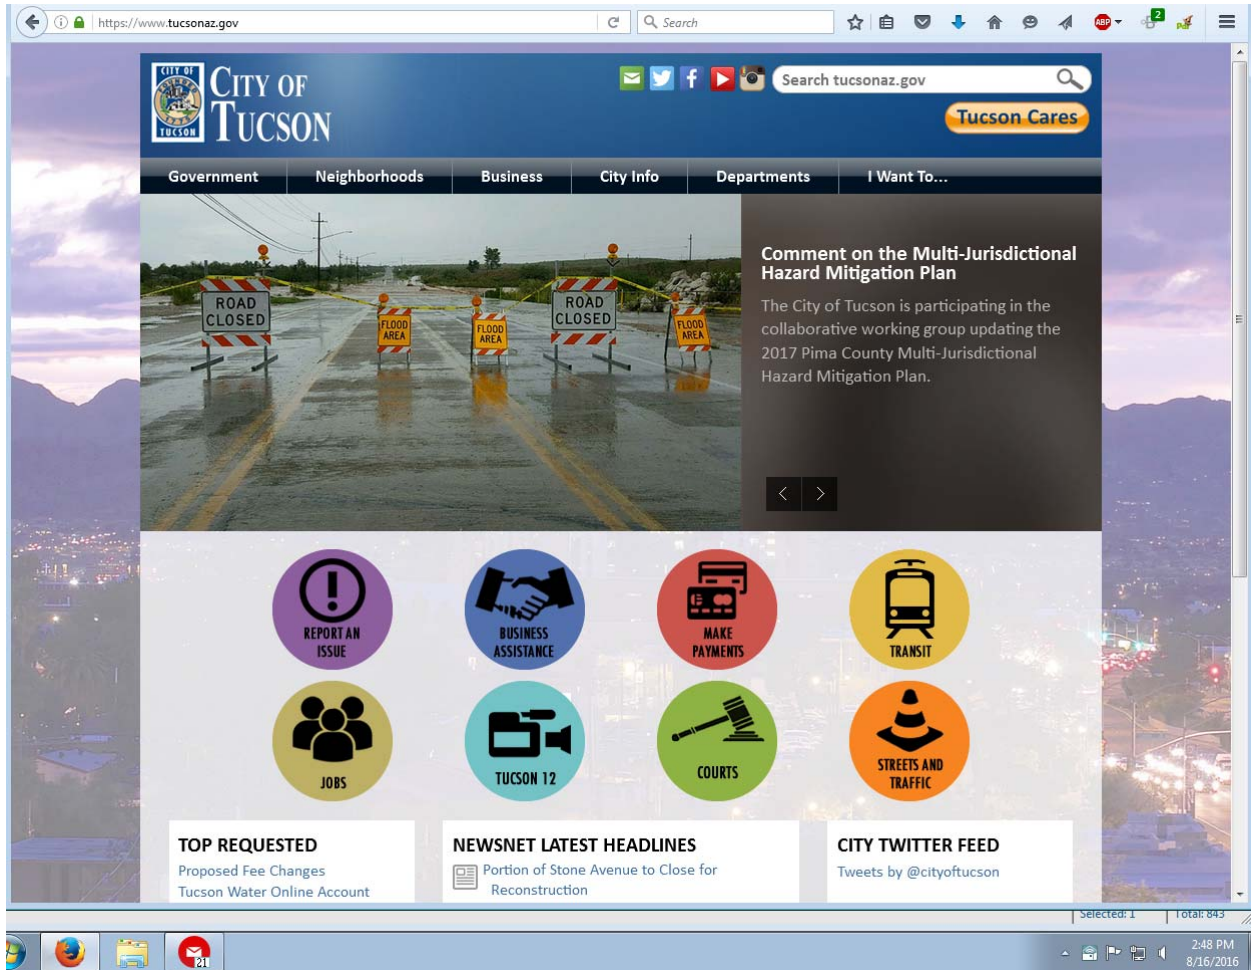 https://www.tucsonaz.gov
Search
ABP
2
CITY OF
TUCSON
CITY OF
TUCSON
Search tucsonaz.gov
Tucson Cares
Government
Neighborhoods
Business
City Info
Departments
I Want To...
ROAD
CLOSED
FLOOD
AREA
FLOOD
AREA
ROAD
CLOSED
FLOOD
AREA
Comment on the Multi-Jurisdictional
Hazard Mitigation Plan
The City of Tucson is participating in the
collaborative working group updating the
2017 Pima County Multi-Jurisdictional
Hazard Mitigation Plan.
REPORT AN
ISSUE
BUSINESS
ASSISTANCE
MAKE
PAYMENTS
TRANSIT
JOBS
TUCSON 12
COURTS
STREETS AND
TRAFFIC
TOP REQUESTED
Proposed Fee Changes
Tucson Water Online Account
NEWSNET LATEST HEADLINES
Portion of Stone Avenue to Close for
Reconstruction
CITY TWITTER FEED
Tweets by @cityoftucson
Selected: 1
Total: 843
21
2:48 PM
8/16/2016